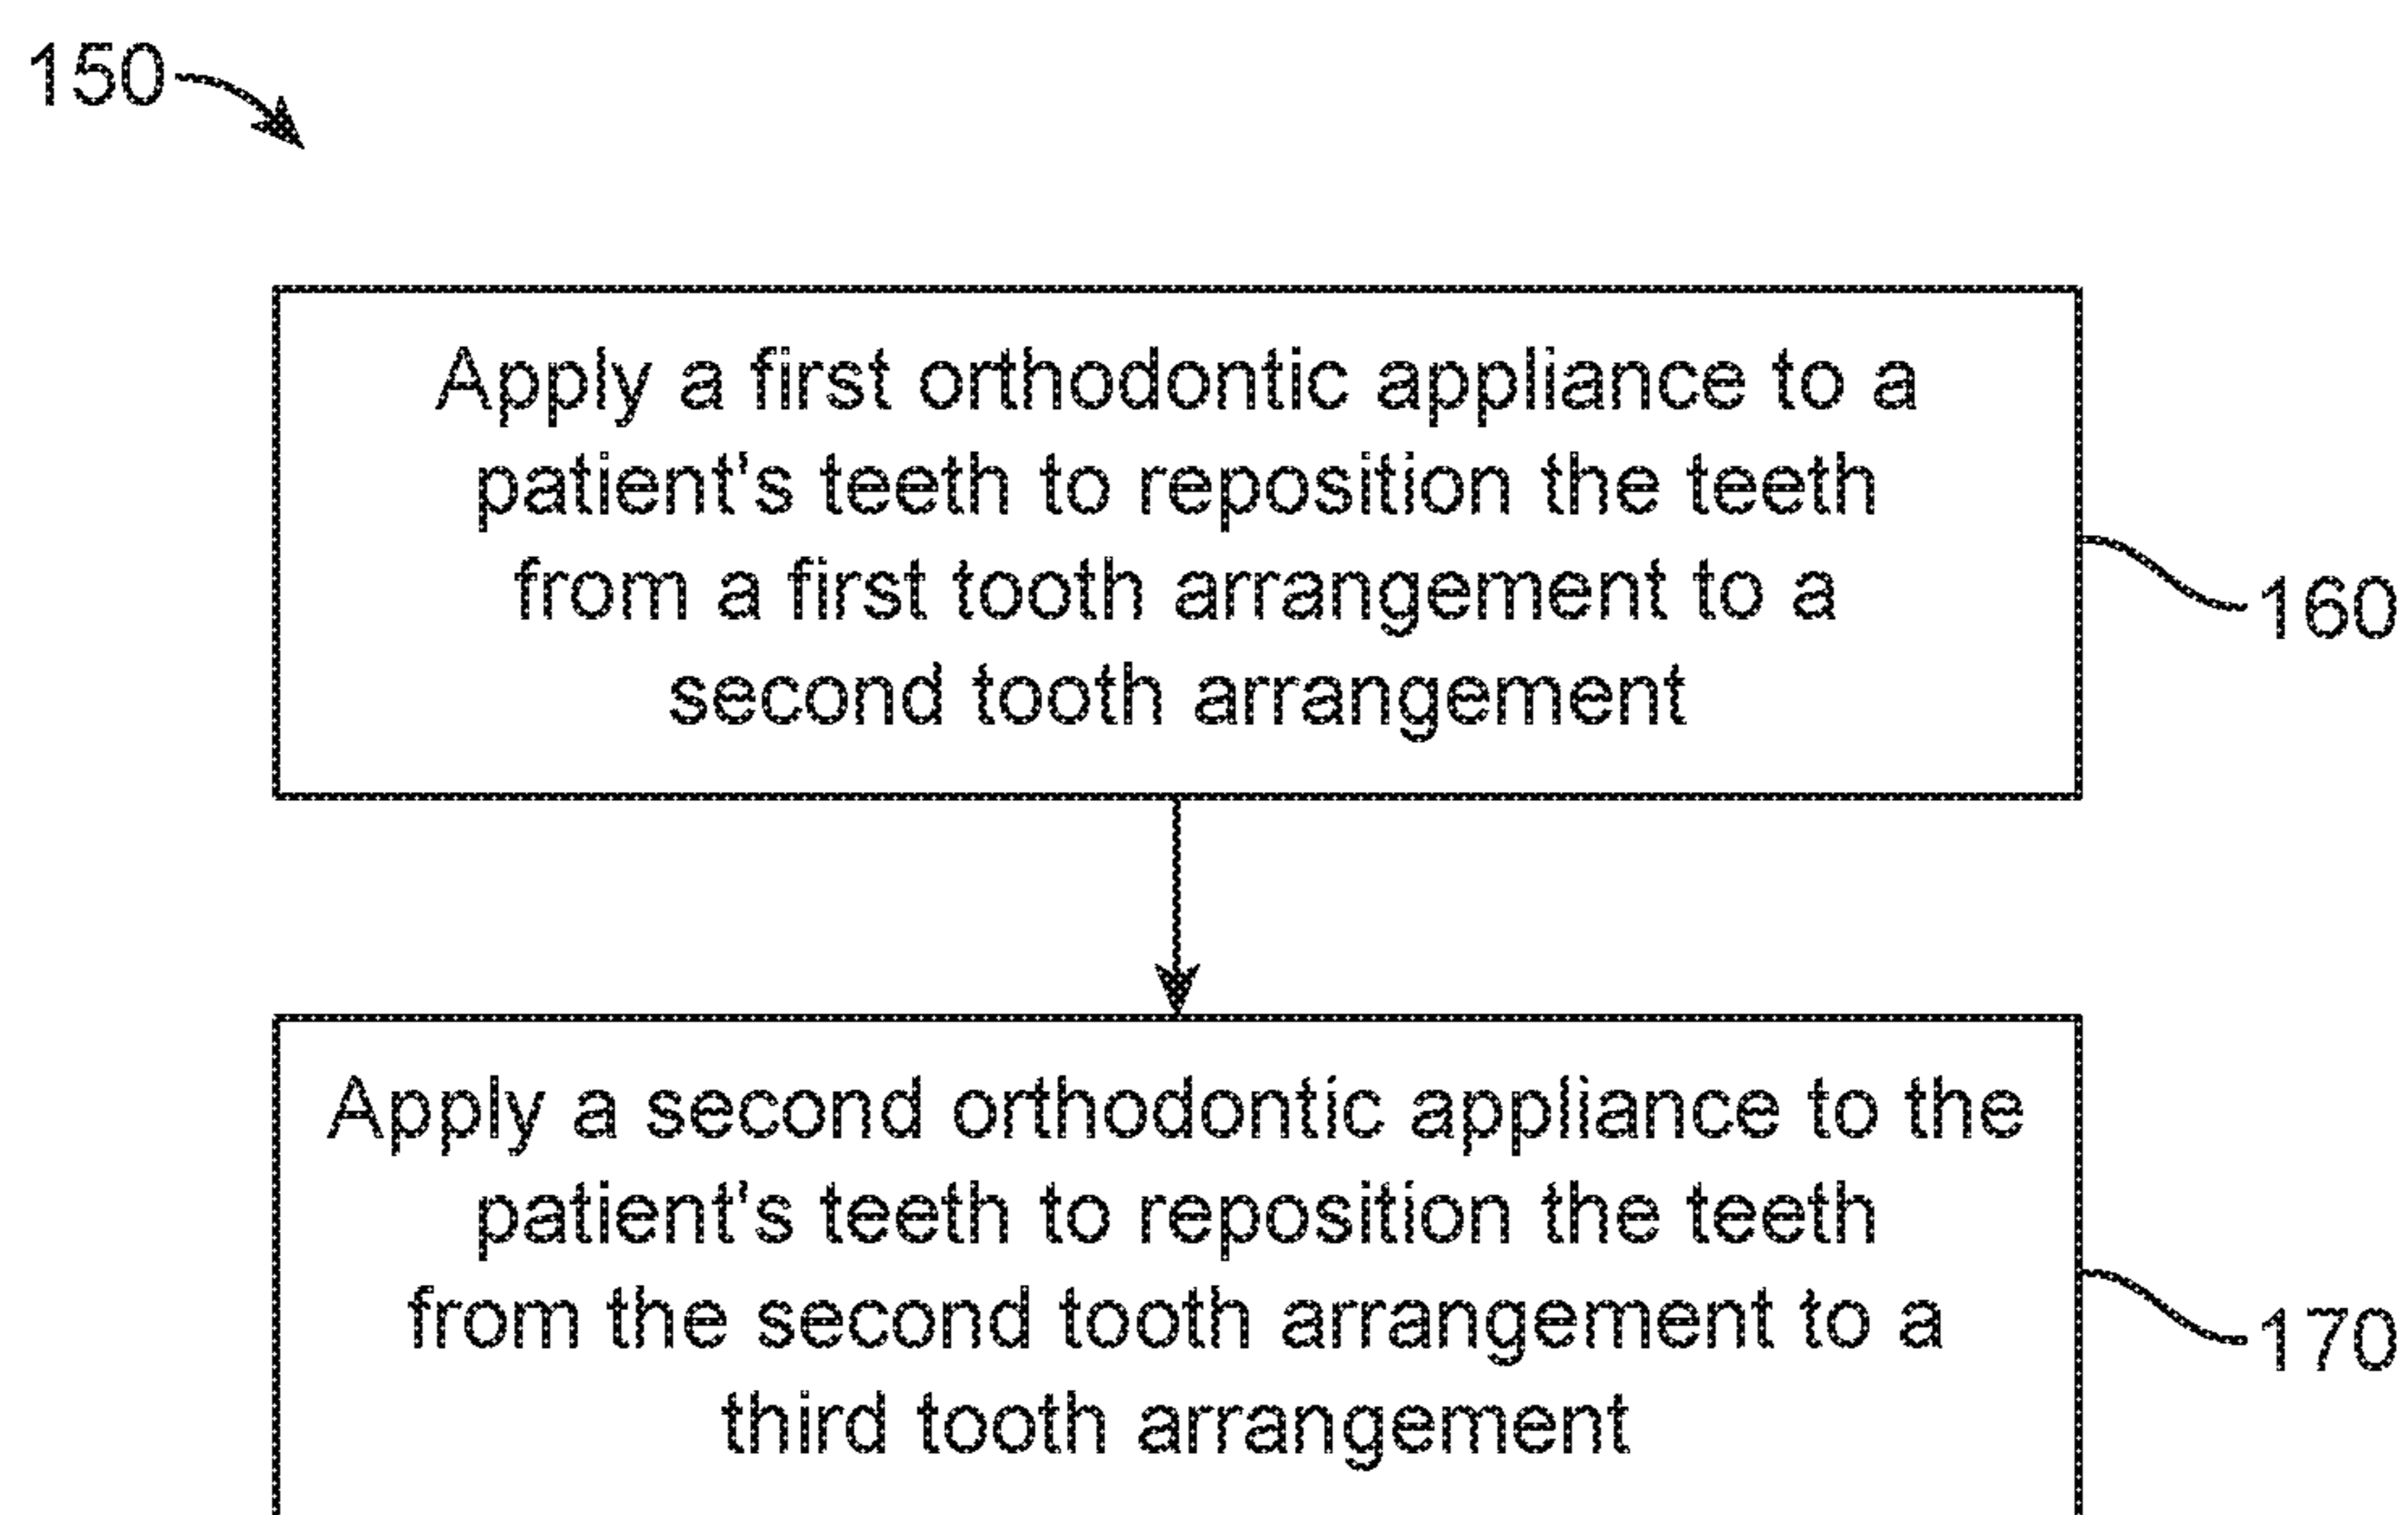 150
Apply a first orthodontic appliance to a
patient's teeth to reposition the teeth
from a first tooth arrangement to a
second tooth arrangement
160
Apply a second orthodontic appliance to the
patient's teeth to reposition the teeth
from the second tooth arrangement to a
third tooth arrangement
170